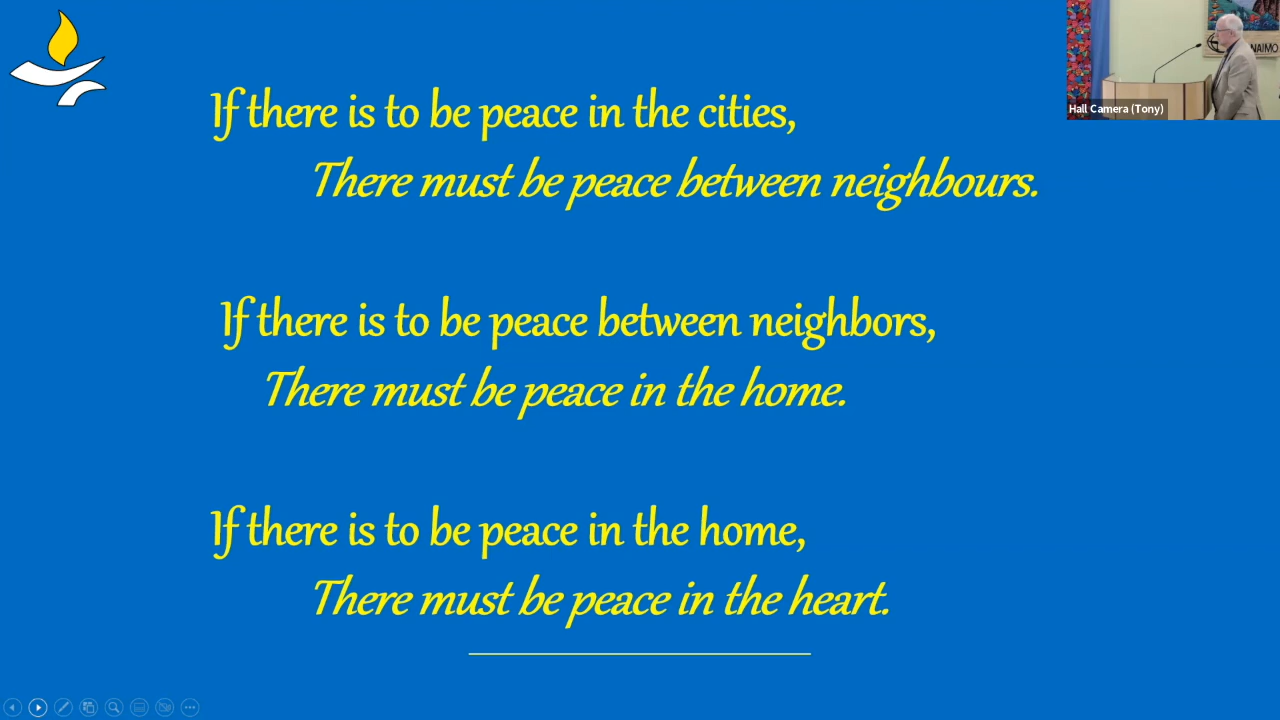 If there is to be peace in the cities,
There must be peace between neighbours.
If there is to be peace between neighbors,
There must be peace in the home.
If there is to be peace in the home,
There must be peace in the heart.
Hall Camera (Tony)
NAIMO